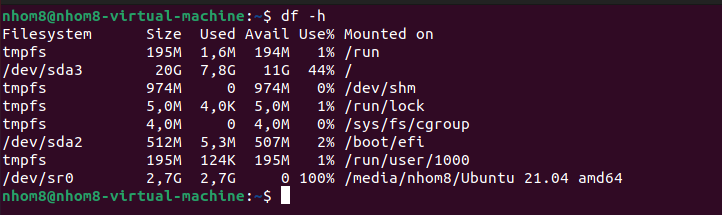 nhom8@nhom8-virtual-machine:~$ df -h
Filesystem      Size  Used Avail Use% Mounted on
tmpfs           195M  1,6M  194M   1% /run
/dev/sda3        20G  7,8G   11G  44% /
tmpfs           974M     0  974M   0% /dev/shm
tmpfs           5,0M  4,0K  5,0M   1% /run/lock
tmpfs           4,0M     0  4,0M   0% /sys/fs/cgroup
/dev/sda2       512M  5,3M  507M   2% /boot/efi
tmpfs           195M  124K  195M   1% /run/user/1000
/dev/sr0        2,7G  2,7G     0 100% /media/nhom8/Ubuntu 21.04 amd64
nhom8@nhom8-virtual-machine:~$